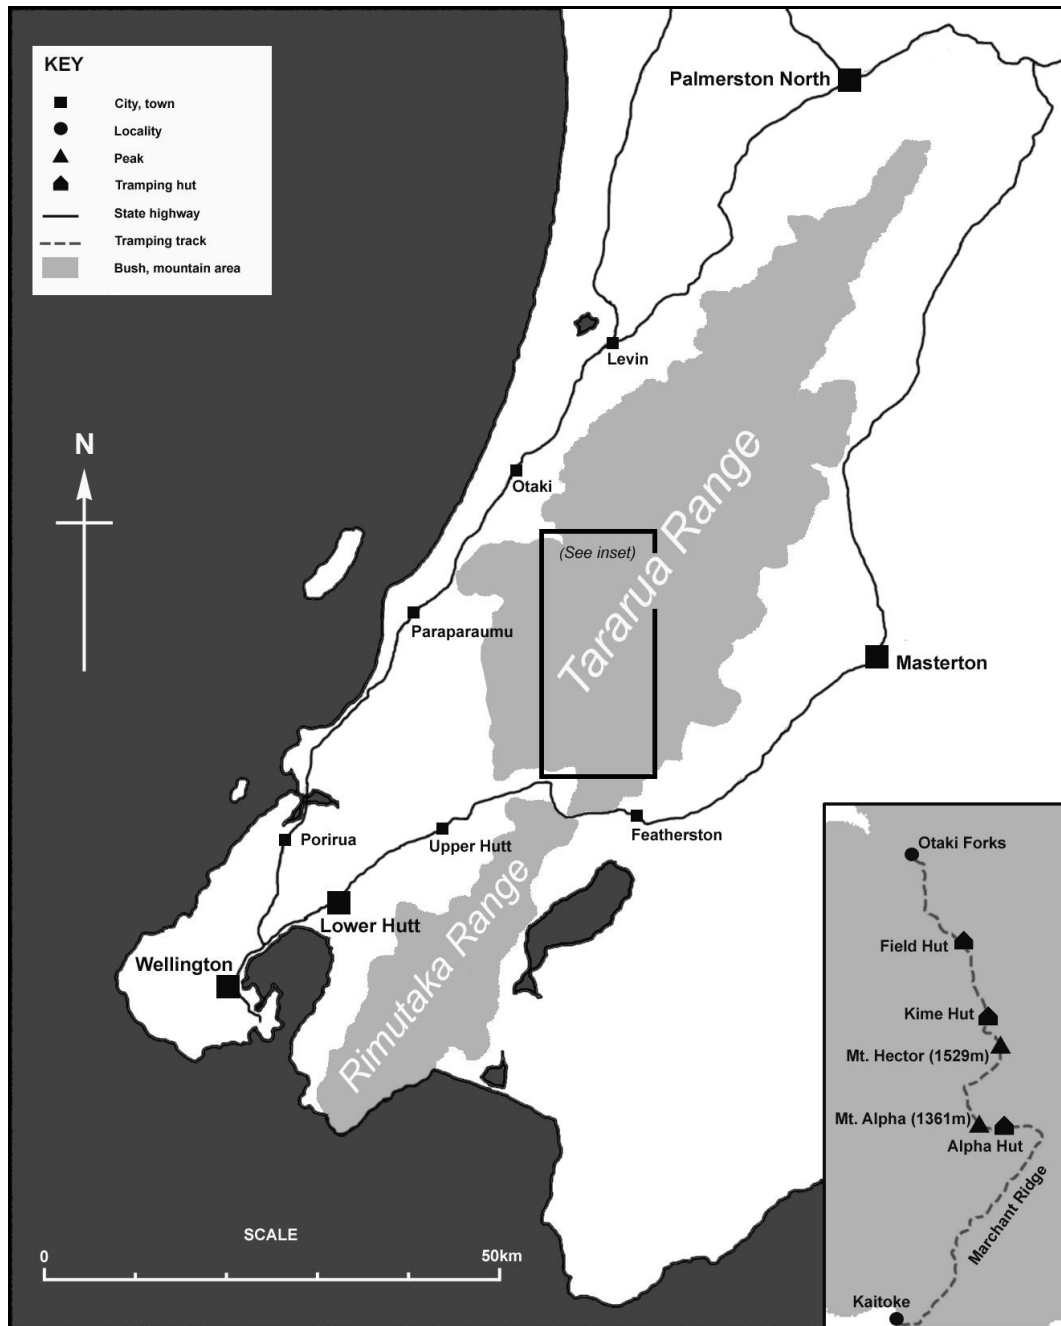 KEY
City, town
Locality
Peak
Tramping hut
State highway
Tramping track
Bush, mountain area
Palmerston North
Levin
N
Otaki
(See inset)
Tararua Range
Paraparaumu
Masterton
Porirua
Upper Hutt
Featherston
Lower Hutt
Rimutaka Range
Wellington
SCALE
0
50km
Otaki Forks
Field Hut
Kime Hut
Mt. Hector (1529m)
Mt. Alpha (1361m)
Alpha Hut
Marchant Ridge
Kaitoke